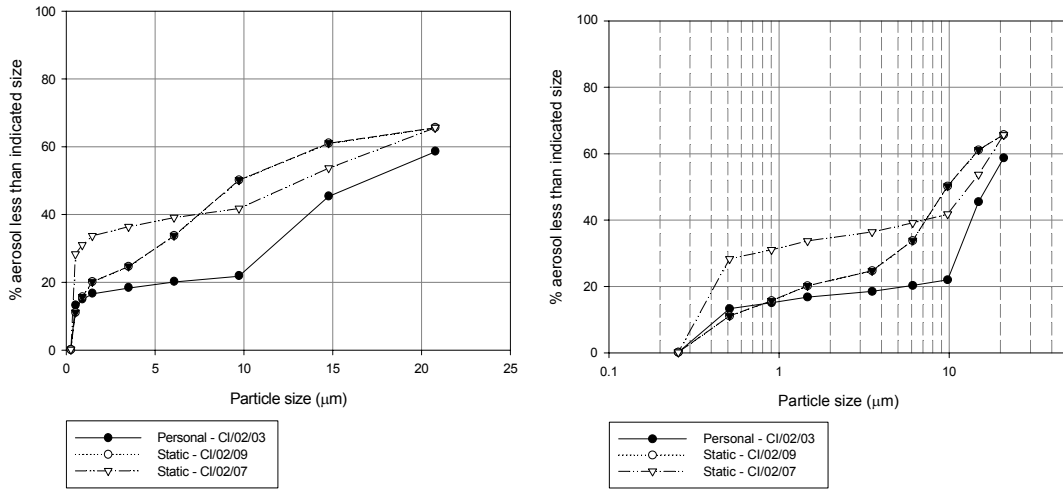 % aerosol less than indicated size
100
80
60
40
20
0
0 5 10 15 20 25
Particle size (μm)
Personal - CI/02/03
Static - CI/02/09
Static - CI/02/07
% aerosol less than indicated size
100
80
60
40
20
0
0.1 1 10
Particle size (μm)
Personal - CI/02/03
Static - CI/02/09
Static - CI/02/07